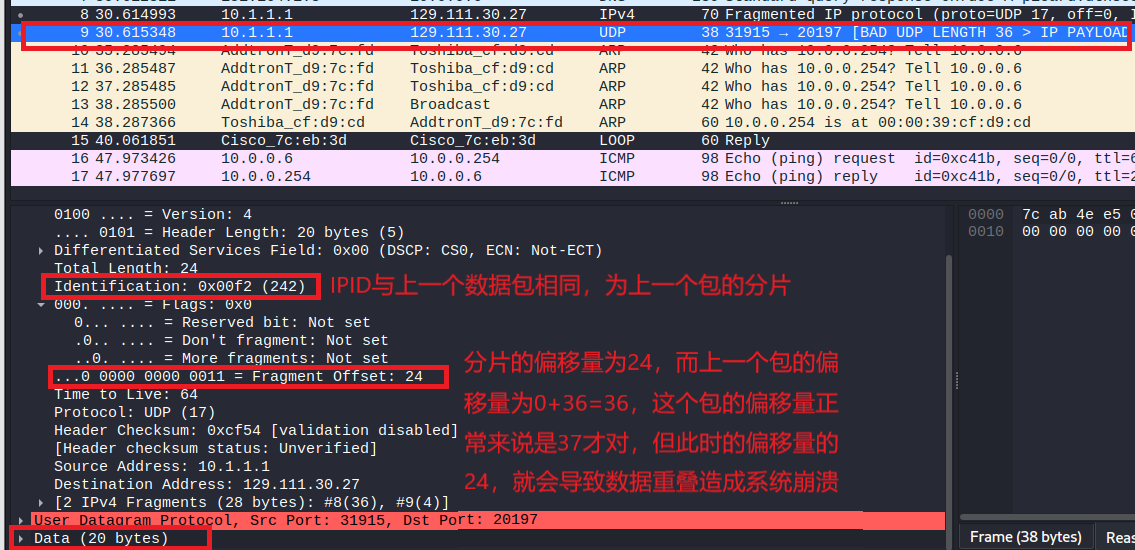 8 30.614993 10.1.1.1 129.111.30.27 IPv4 70 Fragmented IP protocol (proto=UDP 17, off=0,
9 30.615348 10.1.1.1 129.111.30.27 UDP 38 31915 → 20197 [BAD UDP LENGTH 36 > IP PAYLOAD
42 Who has 10.0.0.254? Tell 10.0.0.6
11 36.285487 AddtronT_d9:7c:fd Toshiba_cf:d9:cd ARP 42 Who has 10.0.0.254? Tell 10.0.0.6
12 37.285485 AddtronT_d9:7c:fd Toshiba_cf:d9:cd ARP 42 Who has 10.0.0.254? Tell 10.0.0.6
13 38.285500 AddtronT_d9:7c:fd Broadcast ARP 42 Who has 10.0.0.254? Tell 10.0.0.6
14 38.287366 Toshiba_cf:d9:cd AddtronT_d9:7c:fd ARP 60 10.0.0.254 is at 00:00:39:cf:d9:cd
15 40.061851 Cisco_7c:eb:3d Cisco_7c:eb:3d LOOP 60 Reply
16 47.973426 10.0.0.6 10.0.0.254 ICMP 98 Echo (ping) request id=0xc41b, seq=0/0, ttl=6
17 47.977697 10.0.0.254 10.0.0.6 ICMP 98 Echo (ping) reply id=0xc41b, seq=0/0, ttl=2
0100 .... = Version: 4
.... 0101 = Header Length: 20 bytes (5)
Differentiated Services Field: 0x00 (DSCP: CS0, ECN: Not-ECT)
Total Length: 24
Identification: 0x00f2 (242)
IPID与上一个数据包相同，为上一个包的分片
000. .... = Flags: 0x0
0... .... = Reserved bit: Not set
.0.. .... = Don't fragment: Not set
..0. .... = More fragments: Not set
...0 0000 0000 0011 = Fragment Offset: 24
Time to Live: 64
Protocol: UDP (17)
Header Checksum: 0xcf54 [validation disabled]
[Header checksum status: Unverified]
Source Address: 10.1.1.1
Destination Address: 129.111.30.27
[2 IPv4 Fragments (28 bytes): #8(36), #9(4)]
User Datagram Protocol, Src Port: 31915, Dst Port: 20197
Data (20 bytes)
分片的偏移量为24，而上一个包的偏
移量为0+36=36，这个包的偏移量正
常来说是37才对，但此时的偏移量的
24，就会导致数据重叠造成系统崩溃
0000 7c ab 4e e5
0010 00 00 00 00
Frame (38 bytes)
Reas